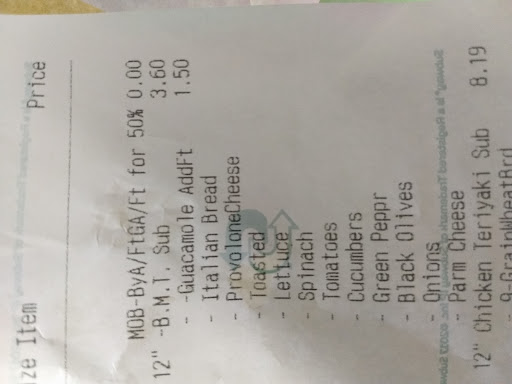 ze Item Price
MOB-ByA/FtGA/Ft for 50% 0.00
12" -B.M.T. Sub 3.60
- -Guacamole AddFt 1.50
- Italian Bread
- ProvoloneCheese
- Toasted
- Lettuce
- Spinach
- Tomatoes
- Cucumbers
- Green Peppr
- Black Olives
- Onions
- Parm Cheese
12" Chicken Teriyaki Sub 8.19
- 9-GrainWheatBrd